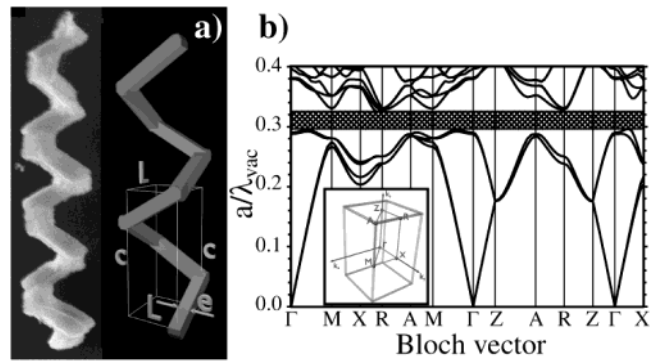 a)
L
c
c
L
e
b)
a/λvac
0.4
0.3
0.2
0.1
0.0
Γ M X R A M Γ Z A R Z Γ X
Bloch vector
Z
A
R
Γ
M
X